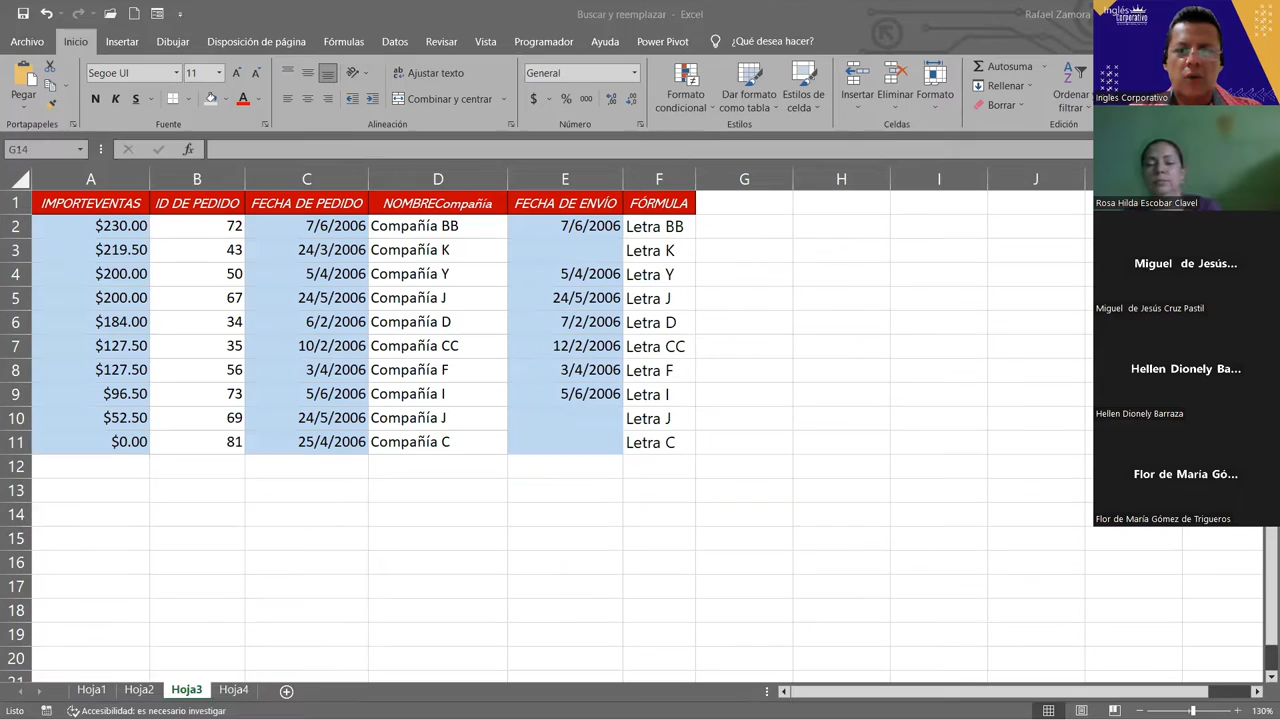 Buscar y reemplazar - Excel
Rafael Zamora
Archivo Inicio Insertar Dibujar Disposición de página Fórmulas Datos Revisar Vista Programador Ayuda Power Pivot ¿Qué desea hacer?
Pegar
Segoe UI 11
N K S
Ajustar texto
Combinar y centrar
General
$ % 000
Formato condicional
Dar formato como tabla
Estilos de celda
Insertar Eliminar Formato
Autosuma
Rellenar
Borrar
Ordenar filtrar
Portapapeles Fuente Alineación Número Estilos Celdas Edición
G14 fx
A B C D E F G H I J
1 IMPORTEVENTAS ID DE PEDIDO FECHA DE PEDIDO NOMBRECompañía FECHA DE ENVÍO FÓRMULA
2 $230.00 72 7/6/2006 Compañía BB 7/6/2006 Letra BB
3 $219.50 43 24/3/2006 Compañía K Letra K
4 $200.00 50 5/4/2006 Compañía Y 5/4/2006 Letra Y
5 $200.00 67 24/5/2006 Compañía J 24/5/2006 Letra J
6 $184.00 34 6/2/2006 Compañía D 7/2/2006 Letra D
7 $127.50 35 10/2/2006 Compañía CC 12/2/2006 Letra CC
8 $127.50 56 3/4/2006 Compañía F 3/4/2006 Letra F
9 $96.50 73 5/6/2006 Compañía I 5/6/2006 Letra I
10 $52.50 69 24/5/2006 Compañía J Letra J
11 $0.00 81 25/4/2006 Compañía C Letra C
12
13
14
15
16
17
18
19
20
Hoja1 Hoja2 Hoja3 Hoja4
Listo Accesibilidad: es necesario investigar 130%
Inglés
Corporativo
Ingles Corporativo
Rosa Hilda Escobar Clavel
Miguel de Jesús...
Miguel de Jesús Cruz Pastil
Hellen Dionely Ba...
Hellen Dionely Barraza
Flor de María Gó...
Flor de María Gómez de Trigueros